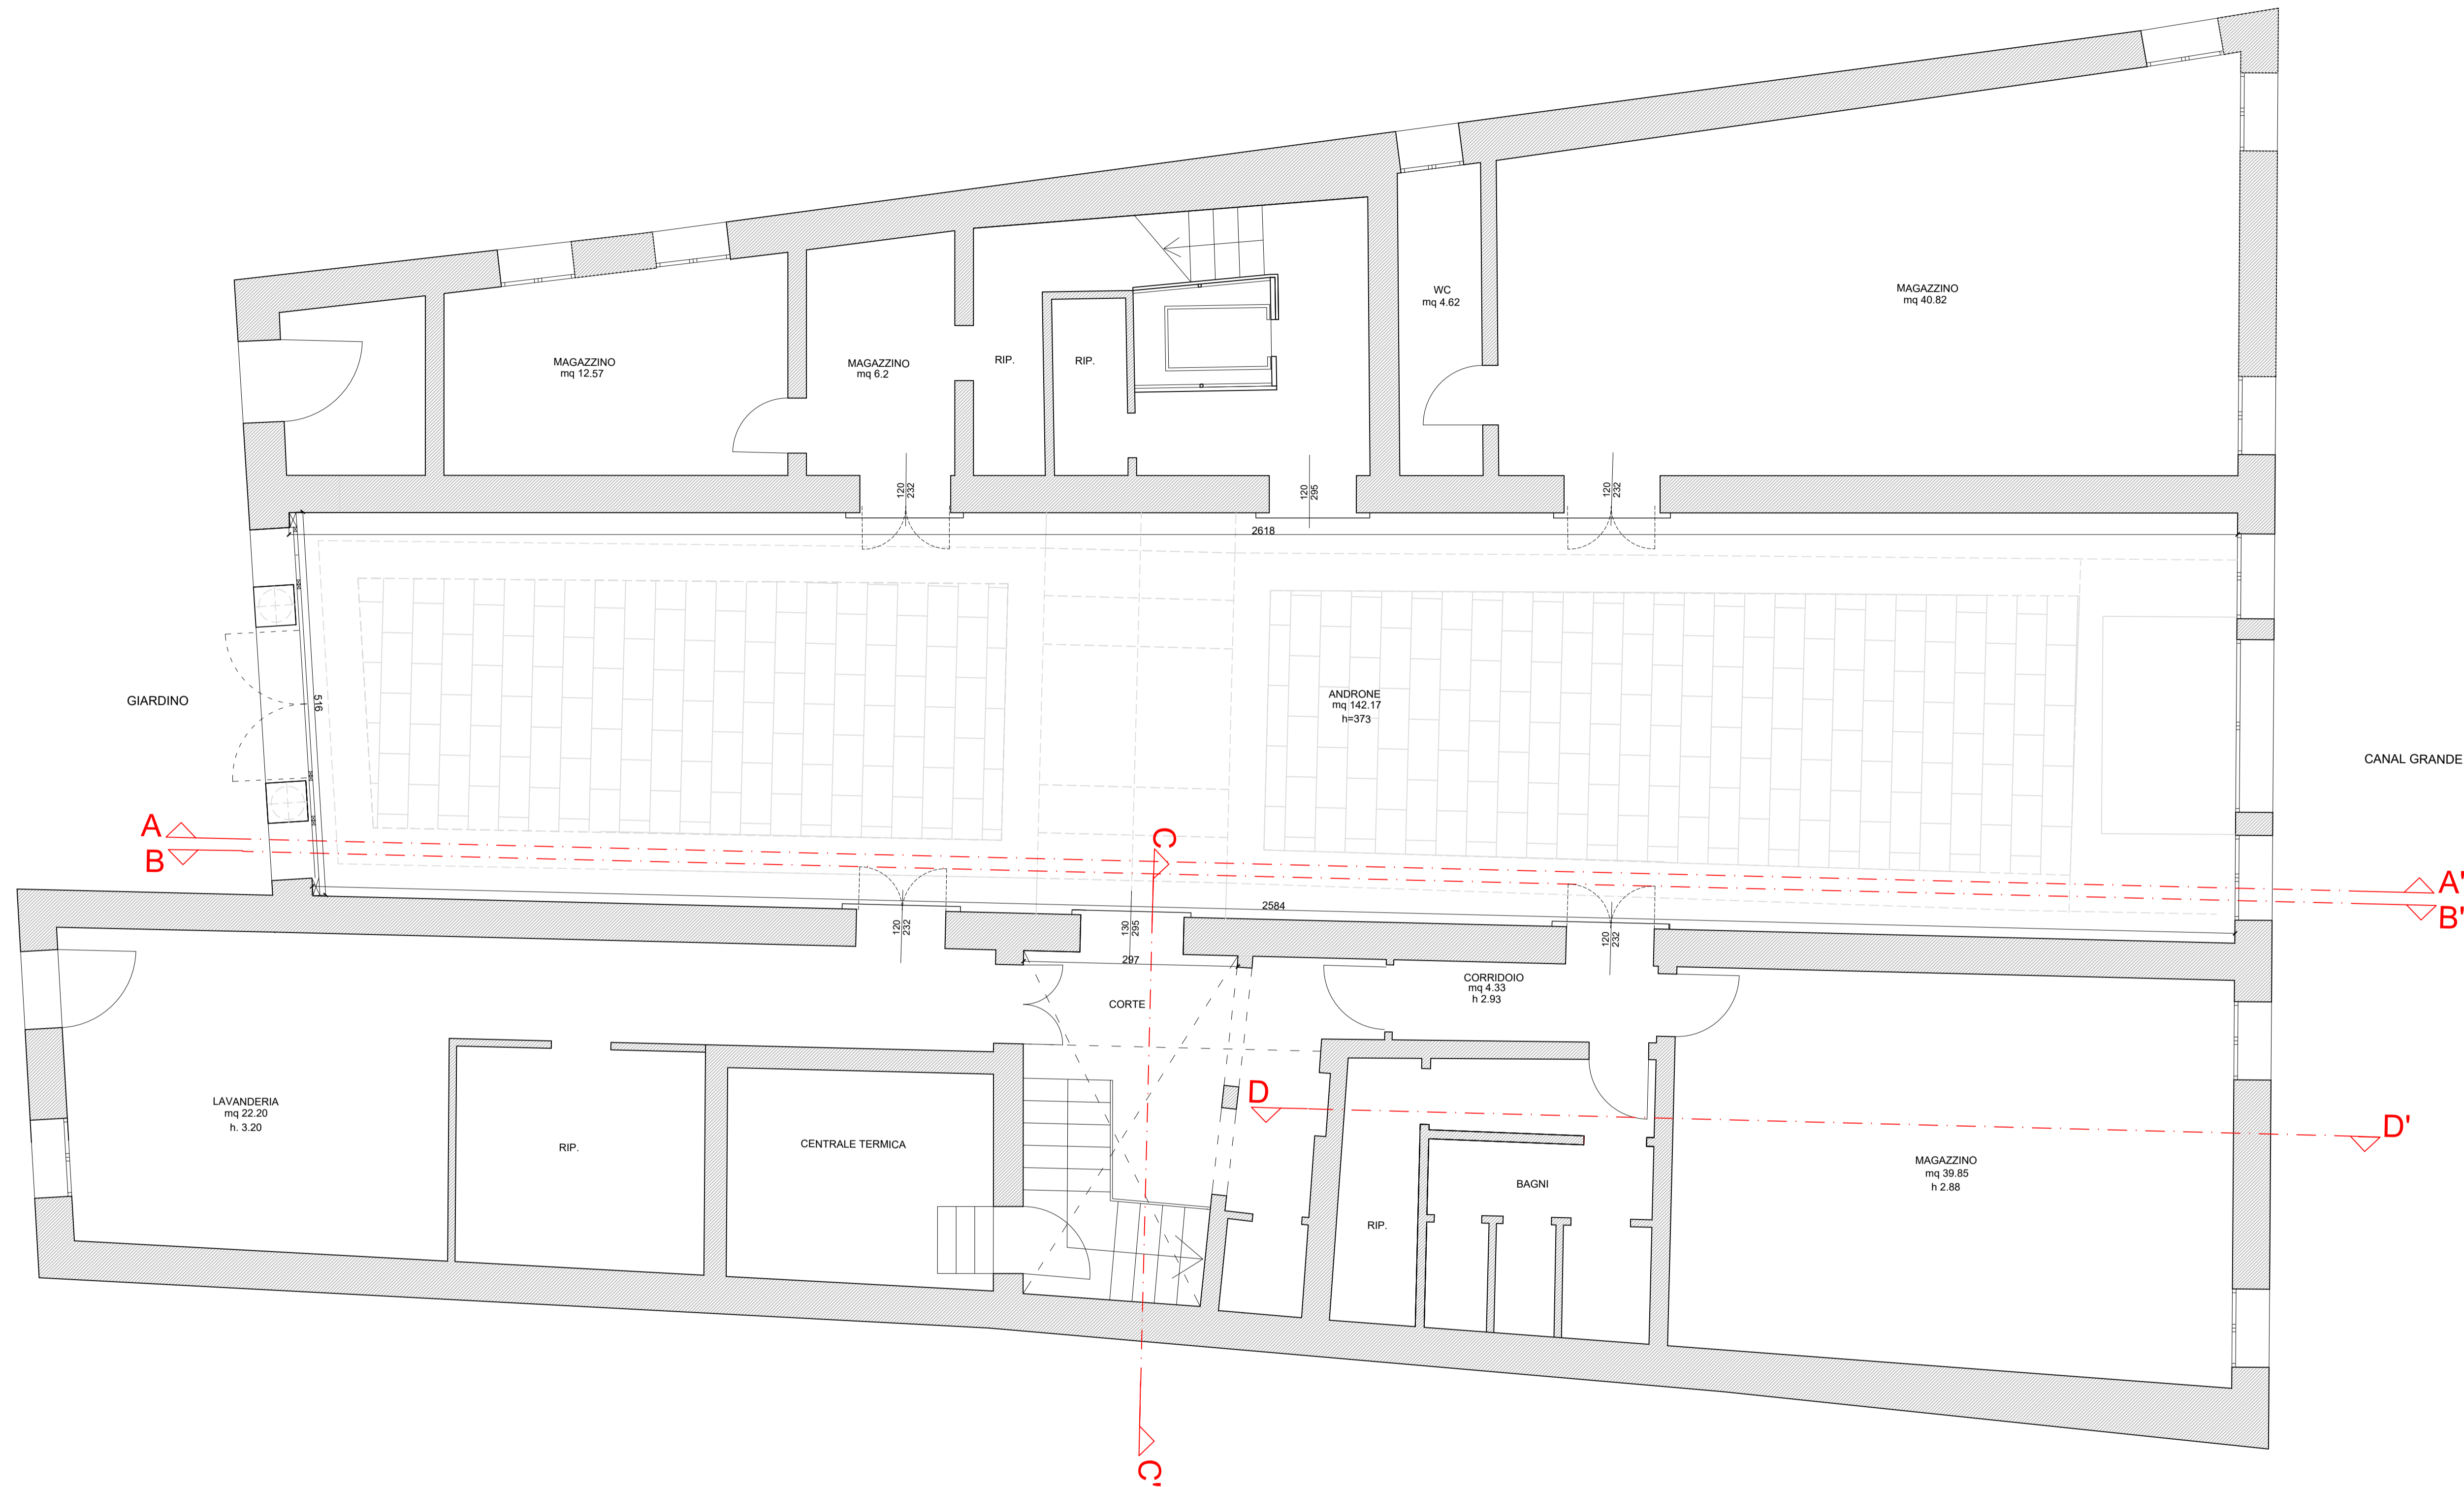 WC
mq 4.62
MAGAZZINO
mq 40.82
MAGAZZINO
mq 12.57
MAGAZZINO
mq 6.2
RIP.
RIP.
120
232
120
295
120
232
2618
516
GIARDINO
ANDRONE
mq 142.17
h=373
CANAL GRANDE
A
B
C
A'
B'
2584
120
232
130
295
120
232
297
CORTE
CORRIDOIO
mq 4.33
h 2.93
LAVANDERIA
mq 22.20
h. 3.20
RIP.
CENTRALE TERMICA
D
D'
BAGNI
RIP.
MAGAZZINO
mq 39.85
h 2.88
C'